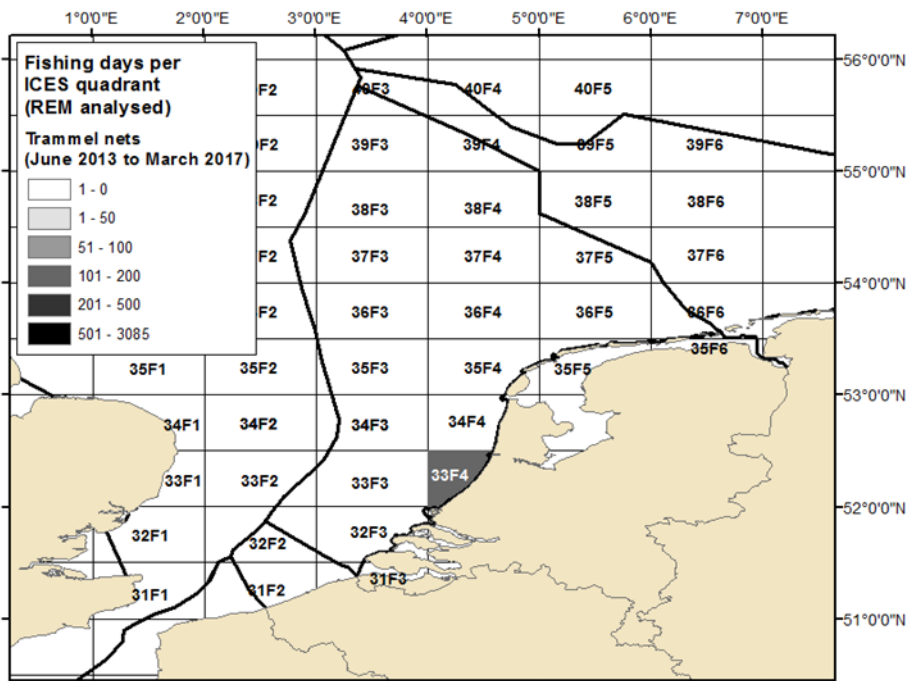 1°0'0"E 2°0'0"E 3°0'0"E 4°0'0"E 5°0'0"E 6°0'0"E 7°0'0"E
Fishing days per
ICES quadrant
(REM analysed)
Trammel nets
(June 2013 to March 2017)
1 - 0
1 - 50
51 - 100
101 - 200
201 - 500
501 - 3085
56°0'0"N
F2 40F3 40F4 40F5
F2 39F3 39F4 39F5 39F6
55°0'0"N
F2 38F3 38F4 38F5 38F6
F2 37F3 37F4 37F5 37F6
54°0'0"N
F2 36F3 36F4 36F5 36F6
35F6
35F1 35F2 35F3 35F4 35F5
53°0'0"N
34F1 34F2 34F3 34F4
33F1 33F2 33F3 33F4
52°0'0"N
32F1 32F2 32F3
31F1 31F2 31F3
51°0'0"N